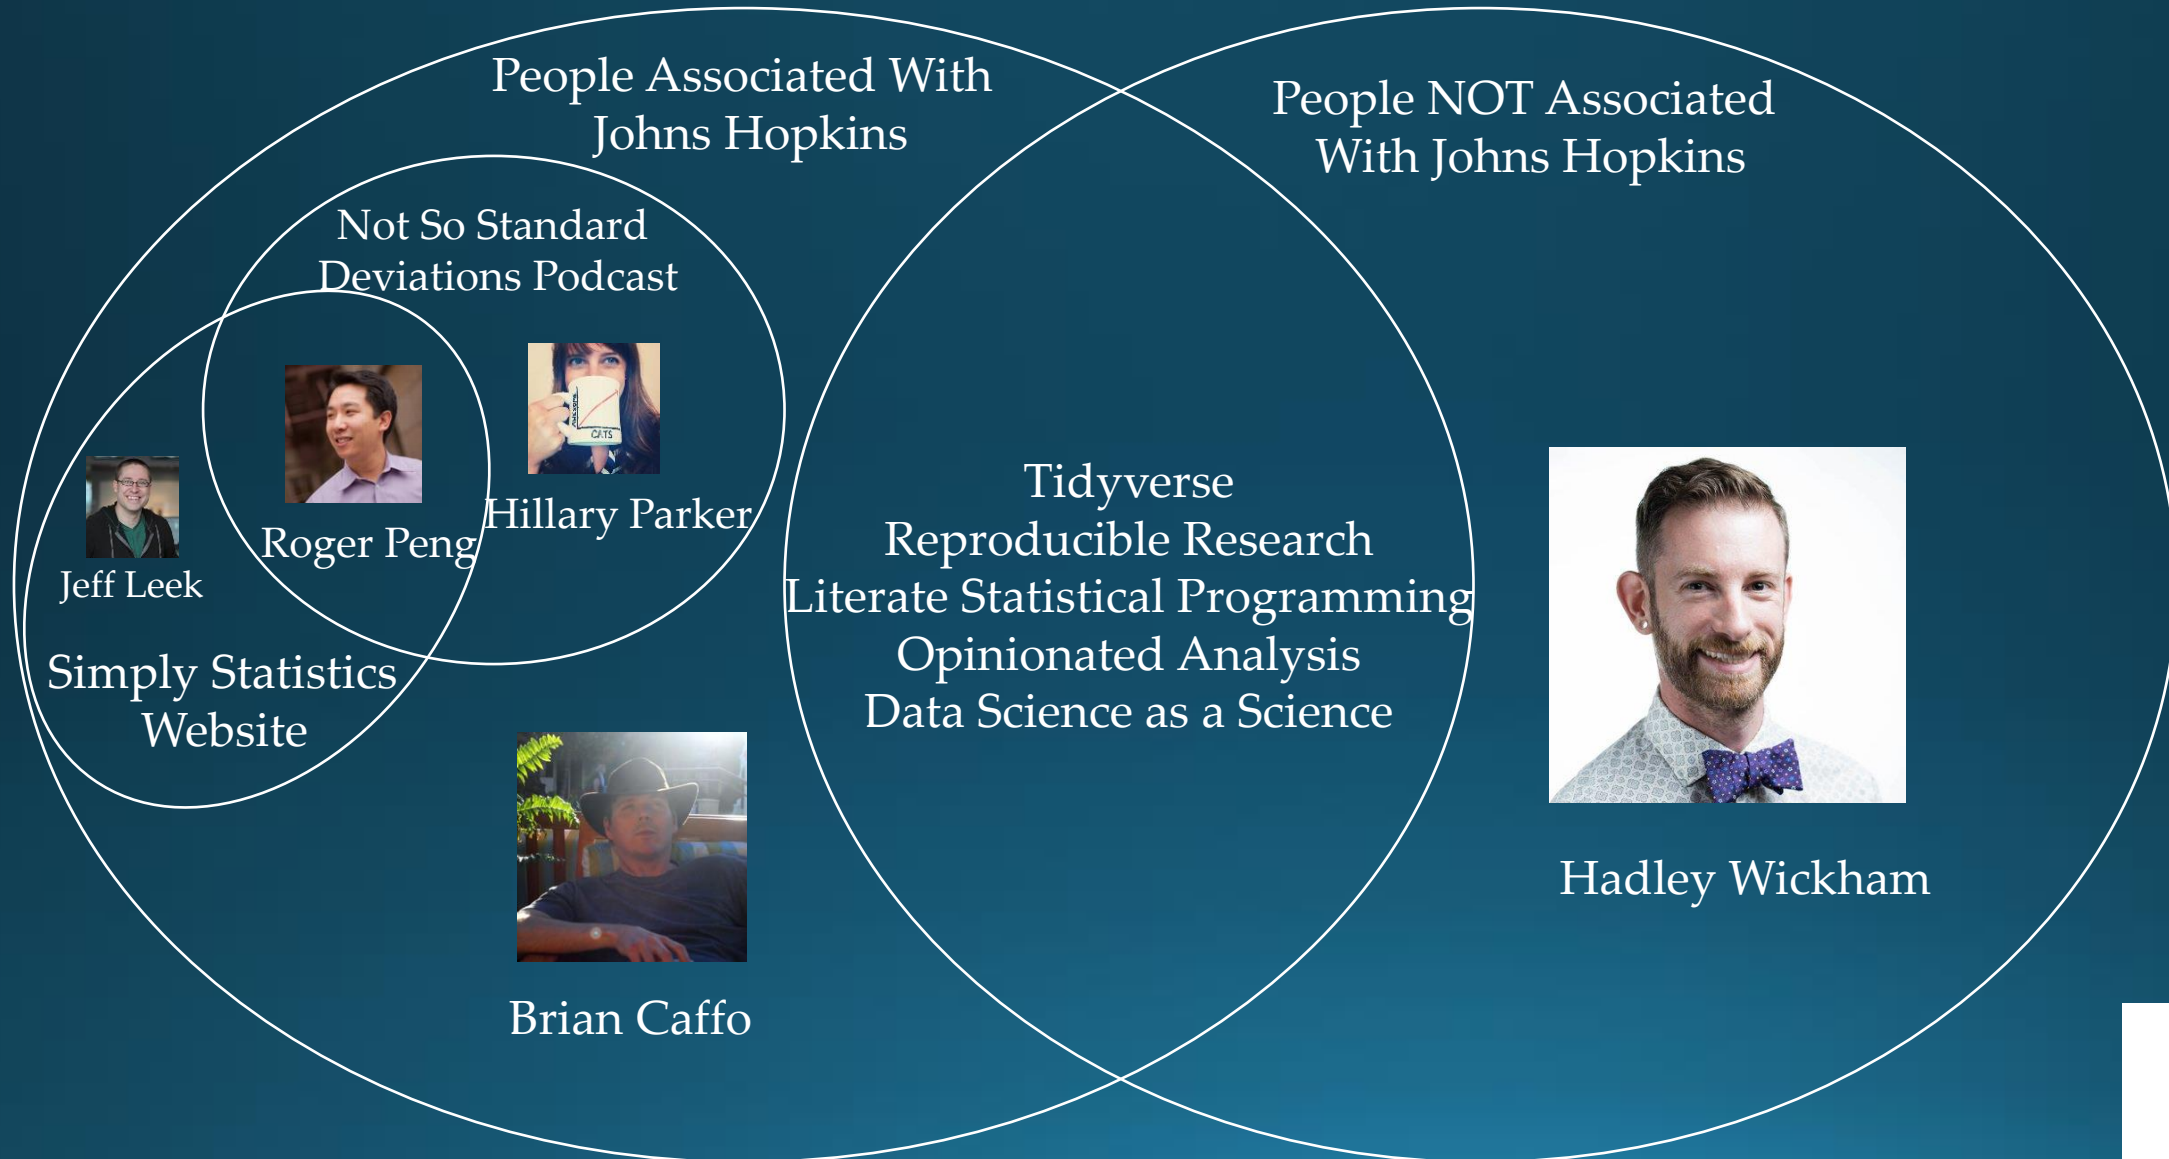 People Associated With
Johns Hopkins
People NOT Associated
With Johns Hopkins
Not So Standard
Deviations Podcast
CATS
Jeff Leek
Roger Peng
Hillary Parker
Simply Statistics
Website
Brian Caffo
Tidyverse
Reproducible Research
Literate Statistical Programming
Opinionated Analysis
Data Science as a Science
Hadley Wickham